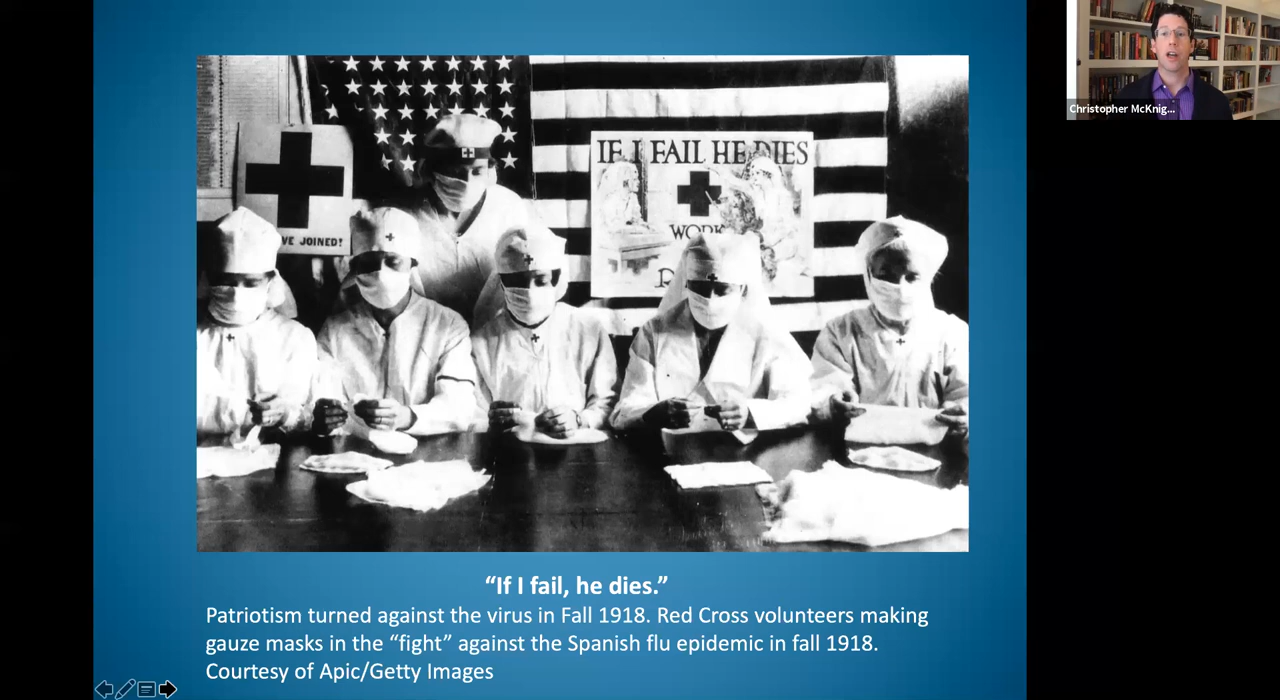 Christopher McKnig...
IF I FAIL HE DIES
WORK
VE JOINED!
“If I fail, he dies.”
Patriotism turned against the virus in Fall 1918. Red Cross volunteers making
gauze masks in the “fight” against the Spanish flu epidemic in fall 1918.
Courtesy of Apic/Getty Images